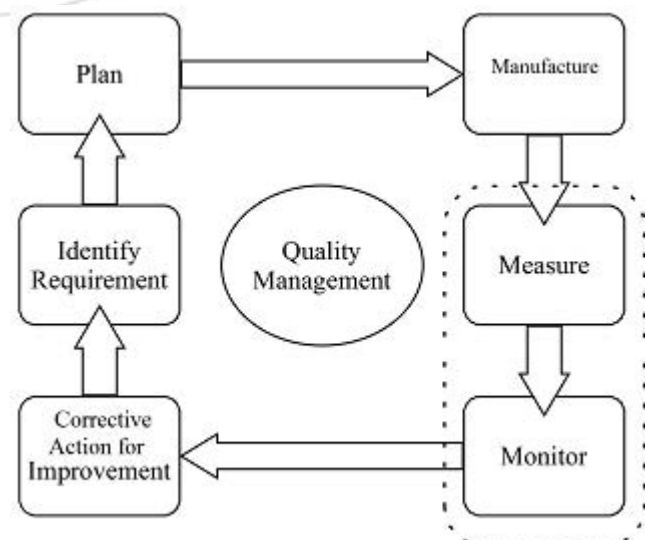 Plan
Manufacture
Identify
Requirement
Quality
Management
Measure
Corrective
Action for
Improvement
Monitor